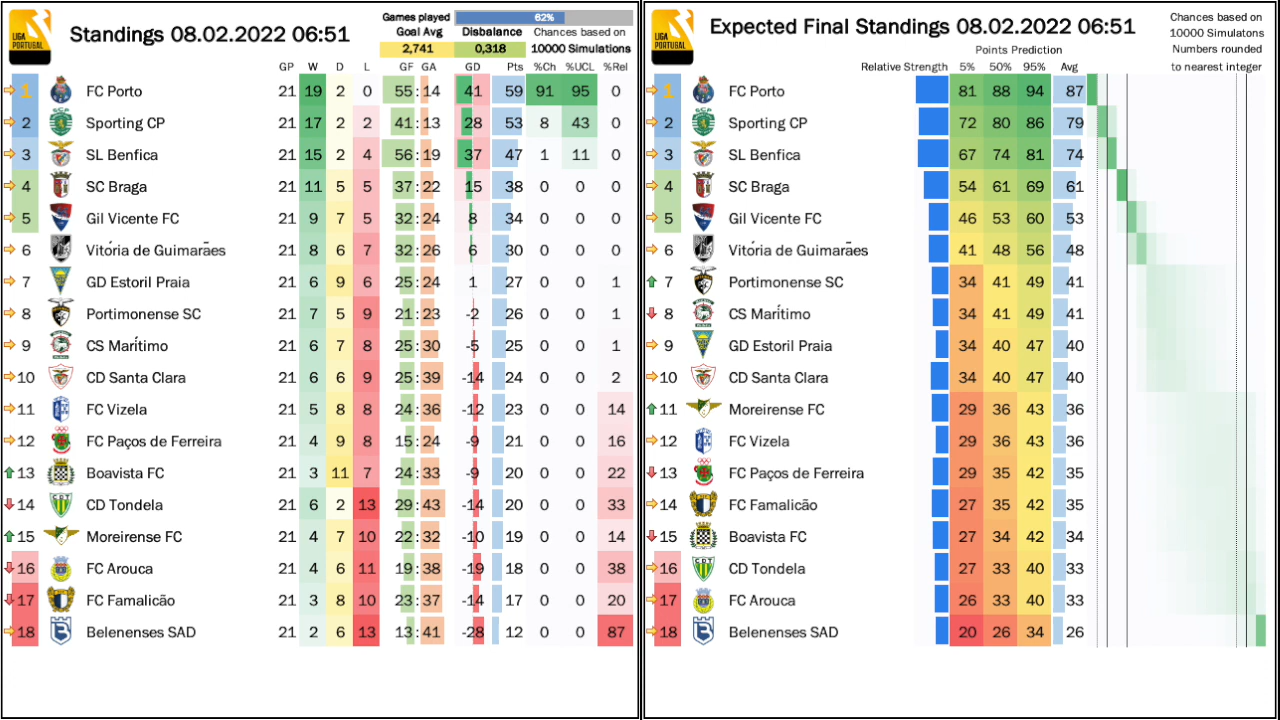 LIGA PORTUGAL
Standings 08.02.2022 06:51
Games played 62%
Goal Avg Disbalance Chances based on
2,741 0,318 10000 Simulations
GP W D L GF GA GD Pts %Ch %UCL %Rel
1 FC Porto 21 19 2 0 55:14 41 59 91 95 0
2 Sporting CP 21 17 2 2 41:13 28 53 8 43 0
3 SL Benfica 21 15 2 4 56:19 37 47 1 11 0
4 SC Braga 21 11 5 5 37:22 15 38 0 0 0
5 Gil Vicente FC 21 9 7 5 32:24 8 34 0 0 0
6 Vitória de Guimarães 21 8 6 7 32:26 6 30 0 0 0
7 GD Estoril Praia 21 6 9 6 25:24 1 27 0 0 1
8 Portimonense SC 21 7 5 9 21:23 -2 26 0 0 1
9 CS Marítimo 21 6 7 8 25:30 -5 25 0 0 1
10 CD Santa Clara 21 6 6 9 25:39 -14 24 0 0 2
11 FC Vizela 21 5 8 8 24:36 -12 23 0 0 14
12 FC Paços de Ferreira 21 4 9 8 15:24 -9 21 0 0 16
13 Boavista FC 21 3 11 7 24:33 -9 20 0 0 22
14 CD Tondela 21 6 2 13 29:43 -14 20 0 0 33
15 Moreirense FC 21 4 7 10 22:32 -10 19 0 0 14
16 FC Arouca 21 4 6 11 19:38 -19 18 0 0 38
17 FC Famalicão 21 3 8 10 23:37 -14 17 0 0 20
18 Belenenses SAD 21 2 6 13 13:41 -28 12 0 0 87
LIGA PORTUGAL
Expected Final Standings 08.02.2022 06:51
Chances based on
10000 Simulatons
Numbers rounded
to nearest integer
Points Prediction
Relative Strength 5% 50% 95% Avg
1 FC Porto 81 88 94 87
2 Sporting CP 72 80 86 79
3 SL Benfica 67 74 81 74
4 SC Braga 54 61 69 61
5 Gil Vicente FC 46 53 60 53
6 Vitória de Guimarães 41 48 56 48
7 Portimonense SC 34 41 49 41
8 CS Marítimo 34 41 49 41
9 GD Estoril Praia 34 40 47 40
10 CD Santa Clara 34 40 47 40
11 Moreirense FC 29 36 43 36
12 FC Vizela 29 36 43 36
13 FC Paços de Ferreira 29 35 42 35
14 FC Famalicão 27 35 42 35
15 Boavista FC 27 34 42 34
16 CD Tondela 27 33 40 33
17 FC Arouca 26 33 40 33
18 Belenenses SAD 20 26 34 26